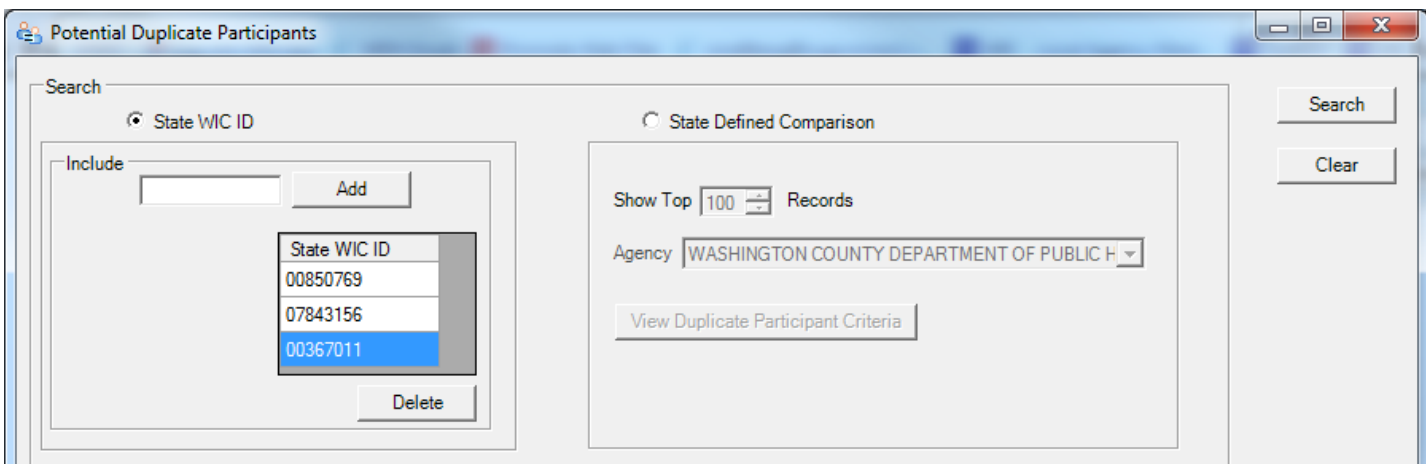 Potential Duplicate Participants
Search
State WIC ID
State Defined Comparison
Search
Clear
Include
Add
State WIC ID
00850769
07843156
00367011
Delete
Show Top 100 Records
Agency WASHINGTON COUNTY DEPARTMENT OF PUBLIC H
View Duplicate Participant Criteria